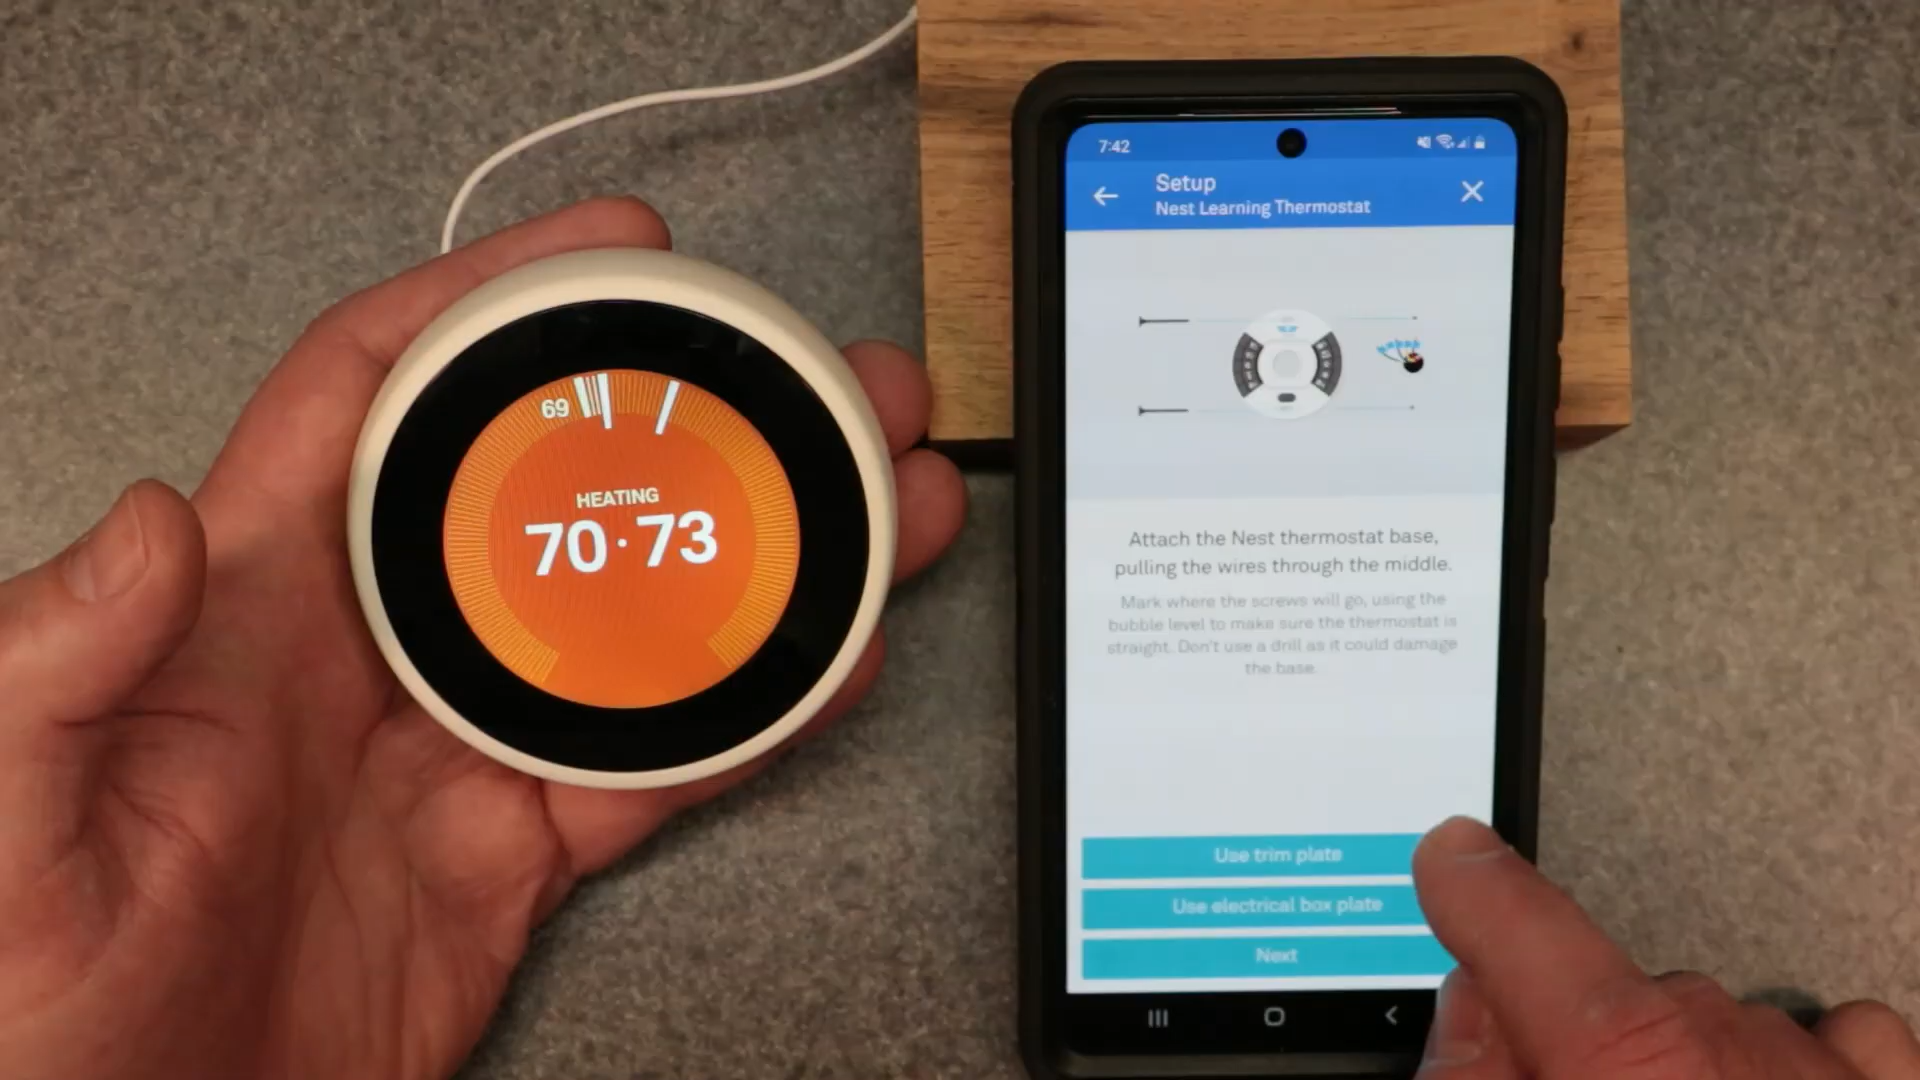 69
HEATING
70·73
7:42
Setup
Nest Learning Thermostat
Attach the Nest thermostat base,
pulling the wires through the middle.
Mark where the screws will go, using the
bubble level to make sure the thermostat is
straight. Don't use a drill as it could damage
the base.
Use trim plate
Use electrical box plate
Next